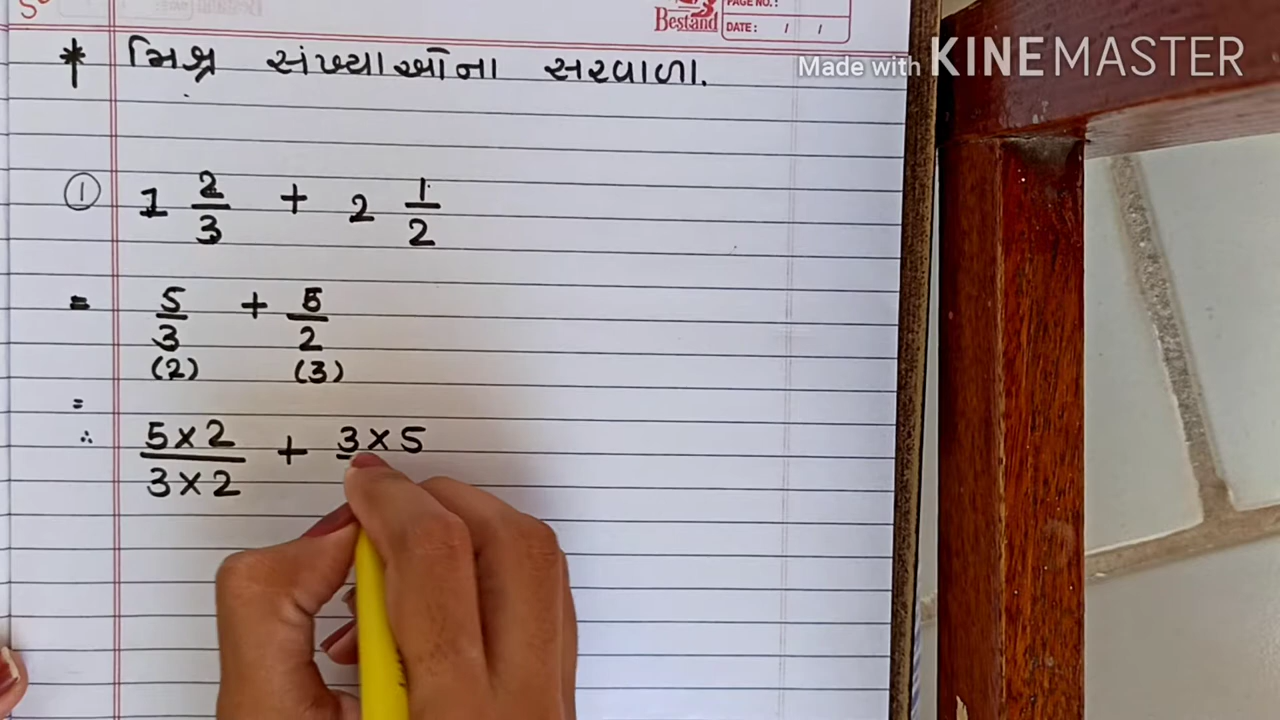 PAGE NO.:
Bestand DATE: / /
Made with KINEMASTER
* મિશ્ર સંખ્યાઓના સરવાળા.
① 1 2/3 + 2 1/2
= 5/3 + 5/2
(2) (3)
=
∴ 5×2/3×2 + 3×5